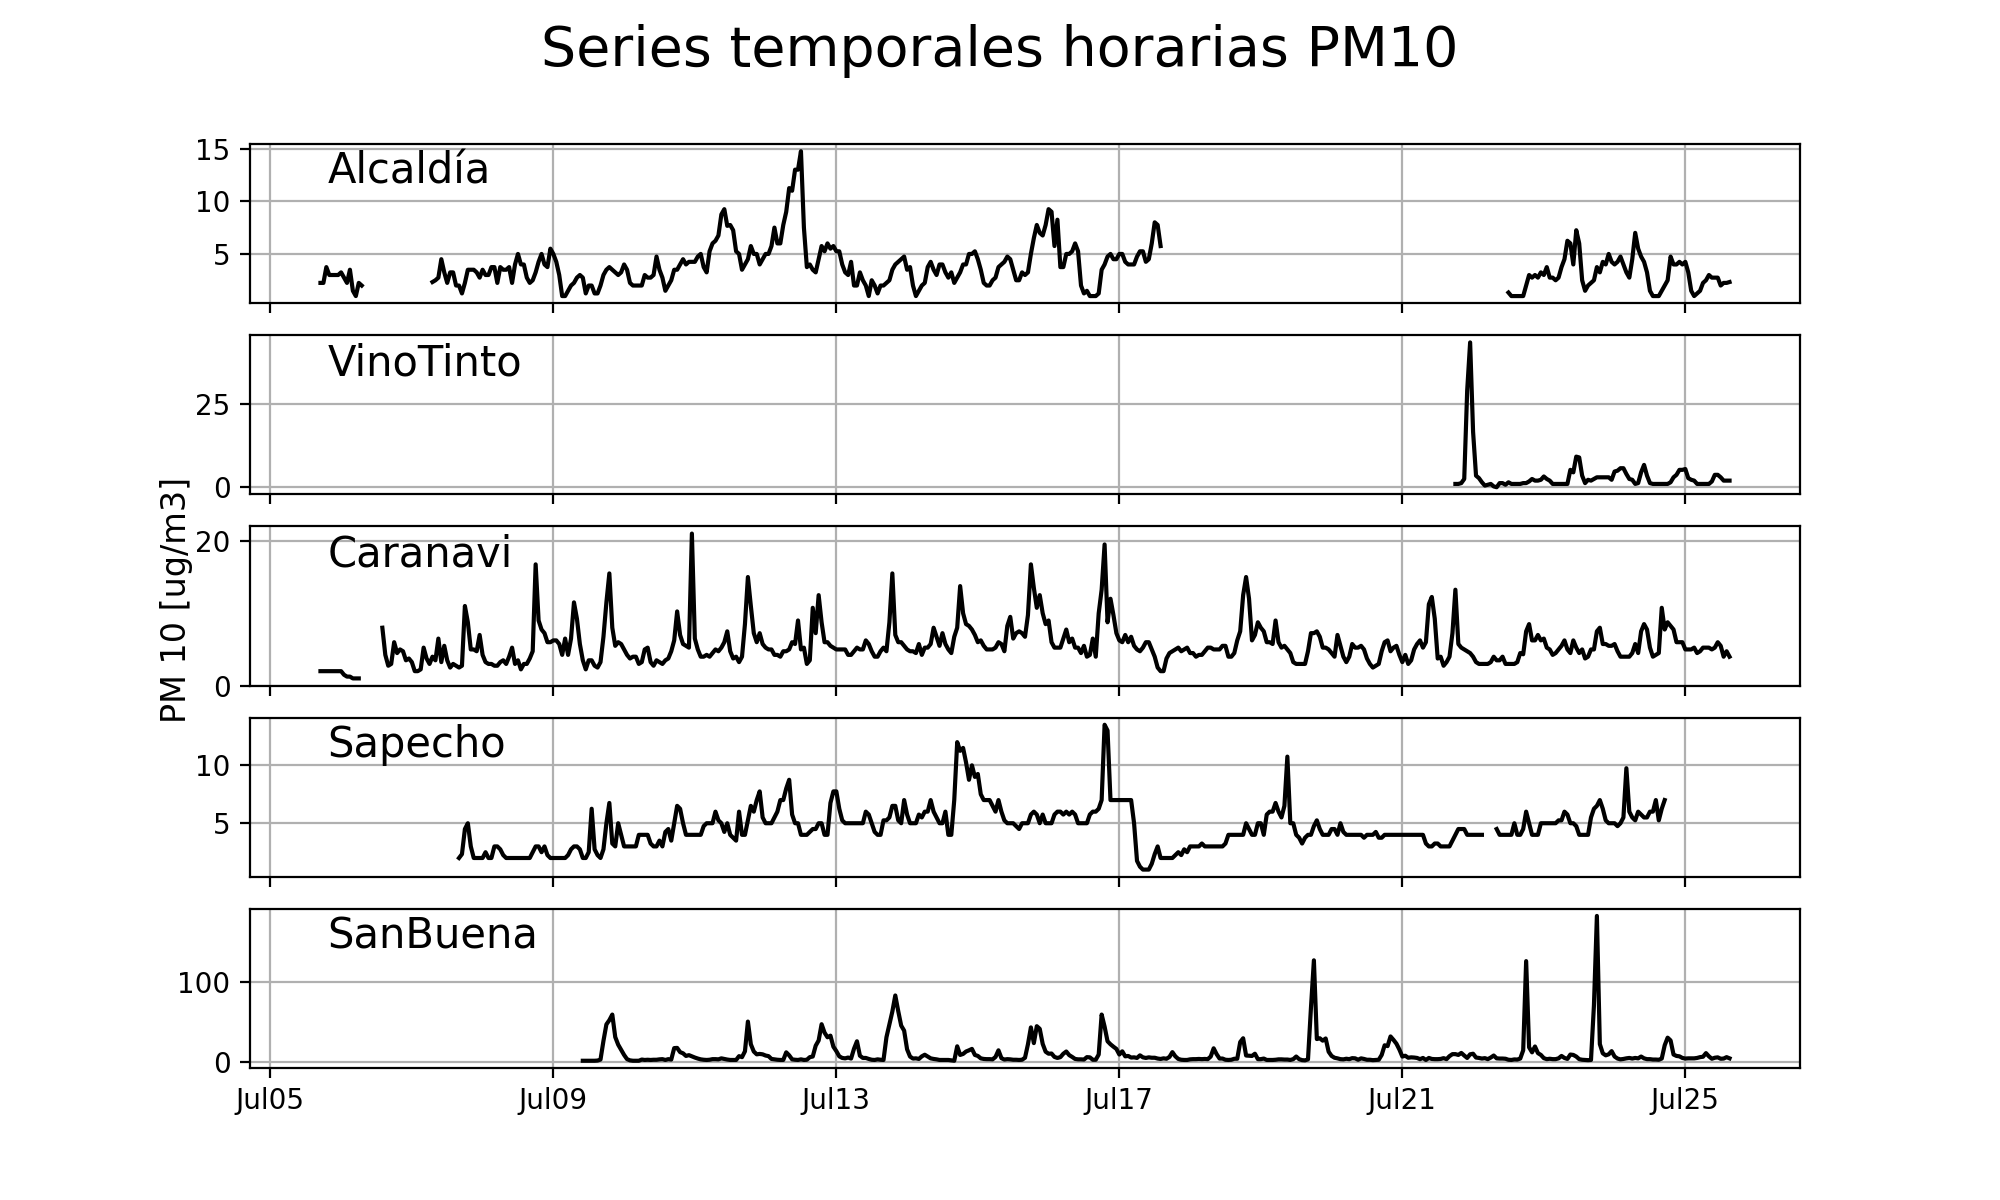 Series temporales horarias PM10
PM 10 [ug/m3]
Alcaldía
15
10
5
VinoTinto
25
0
Caranavi
20
0
Sapecho
10
5
SanBuena
100
0
Jul05 Jul09 Jul13 Jul17 Jul21 Jul25